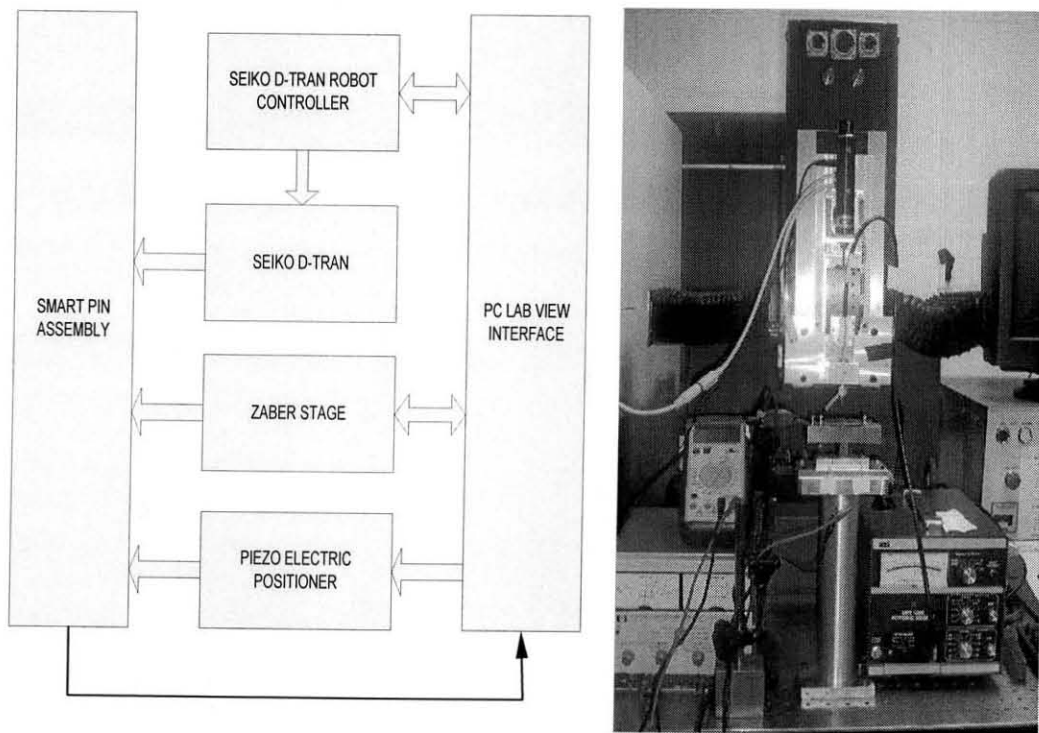 SEIKO D-TRAN ROBOT
CONTROLLER
SEIKO D-TRAN
SMART PIN
ASSEMBLY
PC LAB VIEW
INTERFACE
ZABER STAGE
PIEZO ELECTRIC
POSITIONER